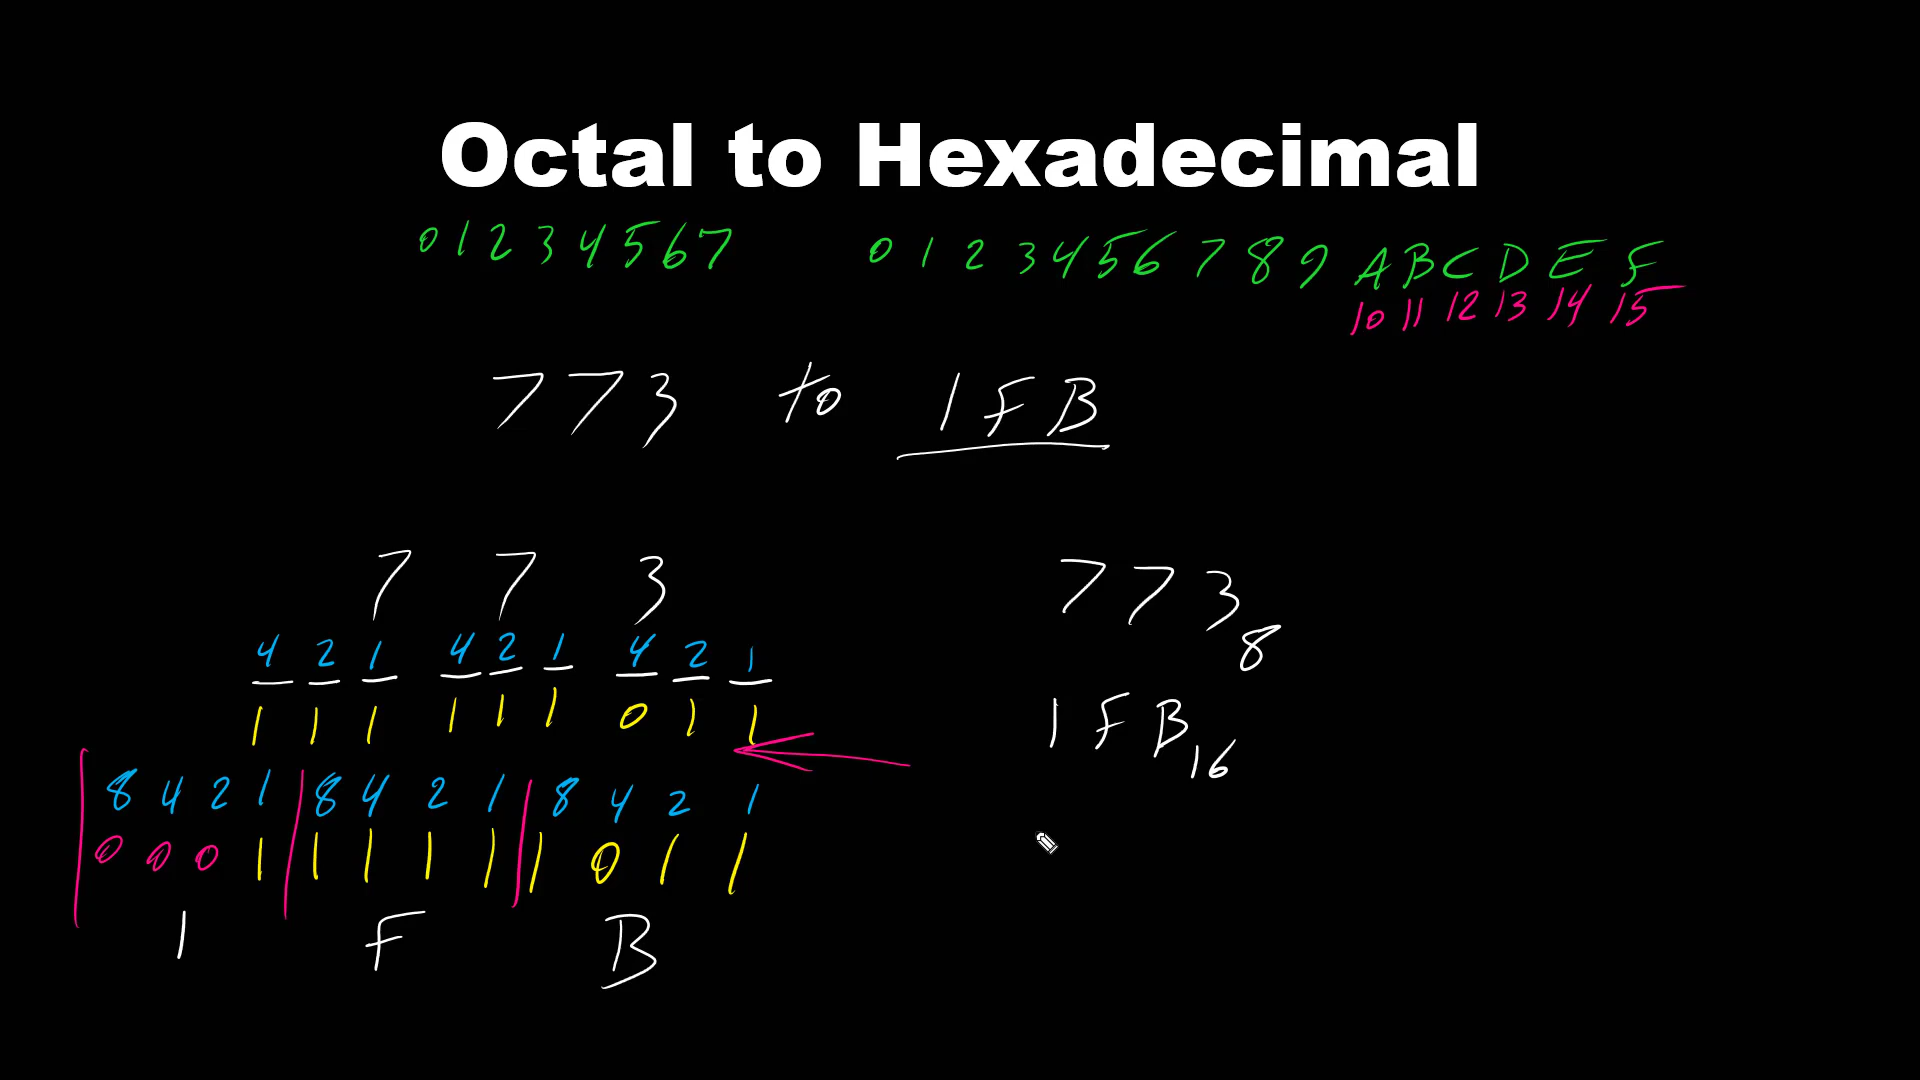 Octal to Hexadecimal
0 1 2 3 4 5 6 7 0 1 2 3 4 5 6 7 8 9 A B C D E F
10 11 12 13 14 15
773 to 1FB
7 7 3
4 2 1 4 2 1 4 2 1
1 1 1 1 1 1 0 1 1
8 4 2 1 8 4 2 1 8 4 2 1
0 0 0 1 1 1 1 1 1 0 1 1
1 F B
773 8
1FB 16